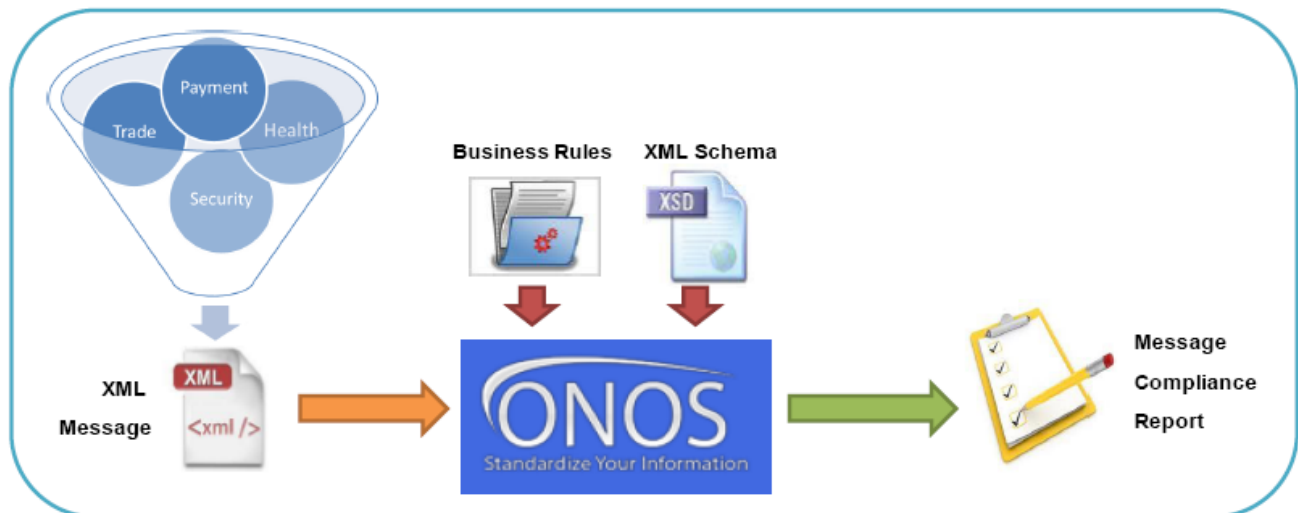 Payment
Trade
Health
Security
Business Rules
XML Schema
XSD
XML
Message
XML
<xml />
ONOS
Standardize Your Information
Message
Compliance
Report